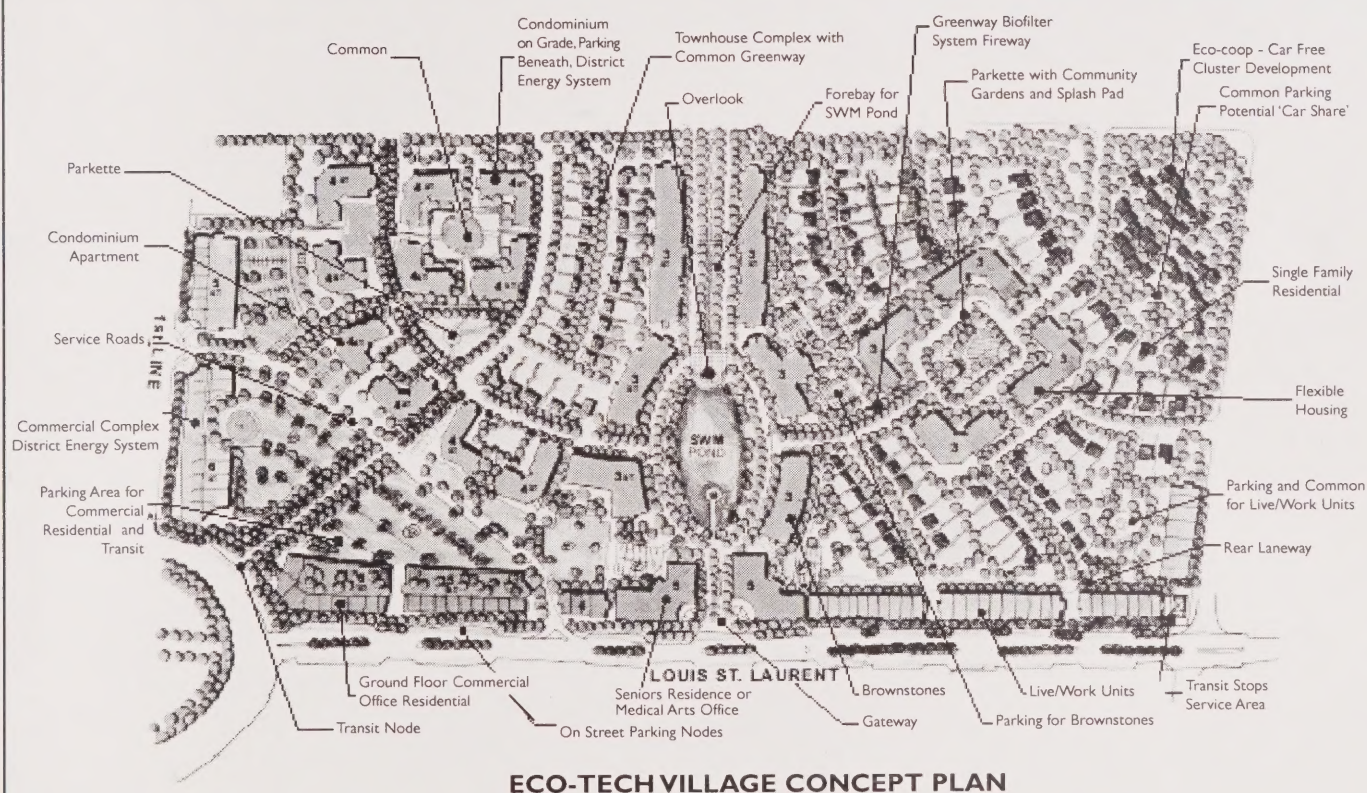 Common
Condominium
on Grade, Parking
Beneath, District
Energy System
Townhouse Complex with
Common Greenway
Overlook
Forebay for
SWM Pond
Greenway Biofilter
System Fireway
Parkette with Community
Gardens and Splash Pad
Eco-coop - Car Free
Cluster Development
Common Parking
Potential 'Car Share'
Parkette
Condominium
Apartment
Service Roads
Commercial Complex
District Energy System
Parking Area for
Commercial
Residential and
Transit
Single Family
Residential
Flexible
Housing
Parking and Common
for Live/Work Units
Rear Laneway
SWM
POND
LOUIS ST. LAURENT
Ground Floor Commercial
Office Residential
Transit Node
On Street Parking Nodes
Seniors Residence or
Medical Arts Office
Gateway
Brownstones
Parking for Brownstones
Live/Work Units
Transit Stops
Service Area
ECO-TECH VILLAGE CONCEPT PLAN